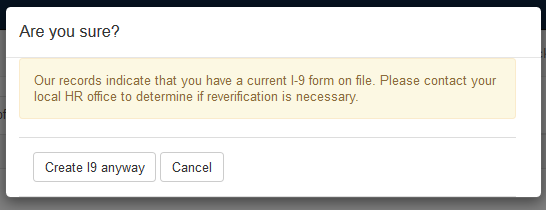 Are you sure?
Our records indicate that you have a current I-9 form on file. Please contact your
local HR office to determine if reverification is necessary.
Create I9 anyway
Cancel